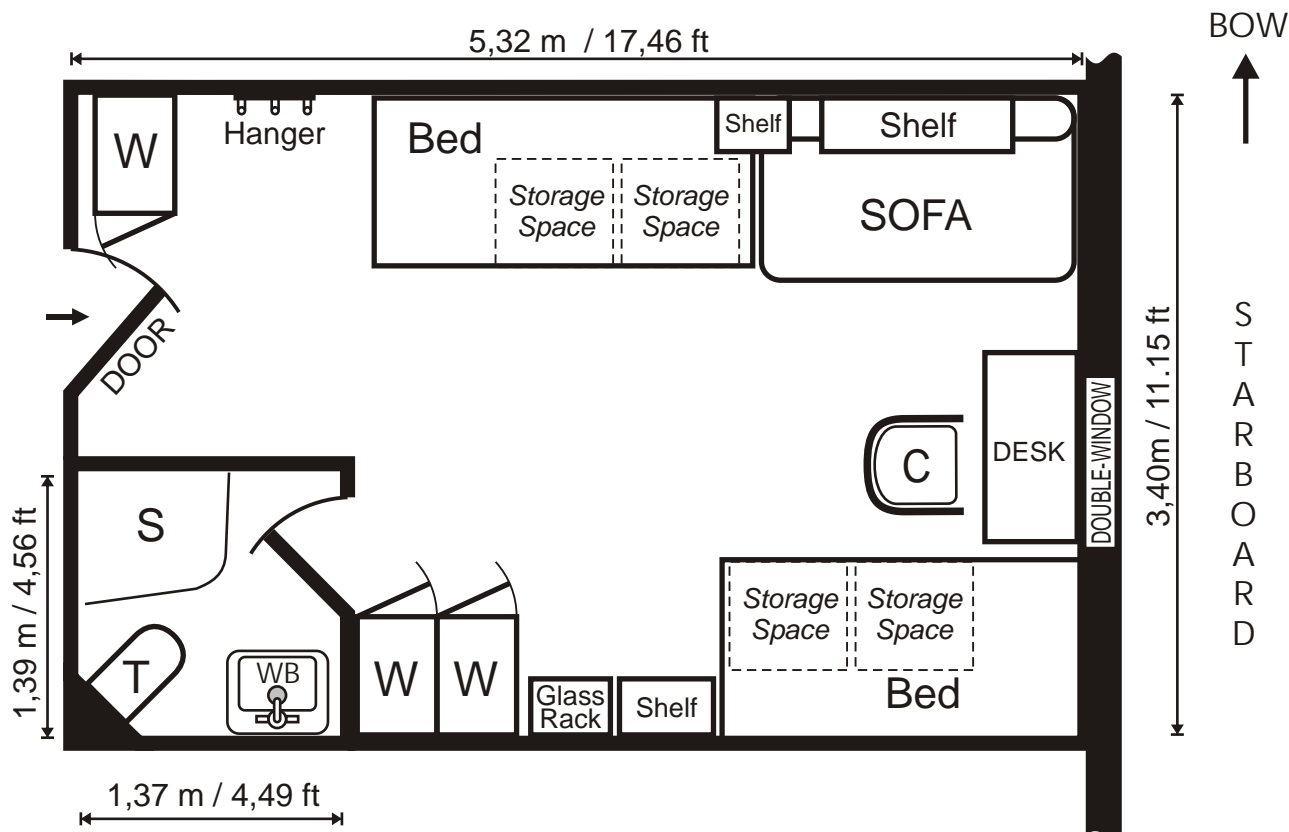 BOW
5,32 m / 17,46 ft
W
Hanger
Bed
Shelf
Shelf
Storage
Space
Storage
Space
SOFA
DOOR
3,40m / 11.15 ft
STARBOARD
DOUBLE-WINDOW
DESK
C
S
1,39 m / 4,56 ft
T
WB
W
W
Glass
Rack
Shelf
Storage
Space
Storage
Space
Bed
1,37 m / 4,49 ft